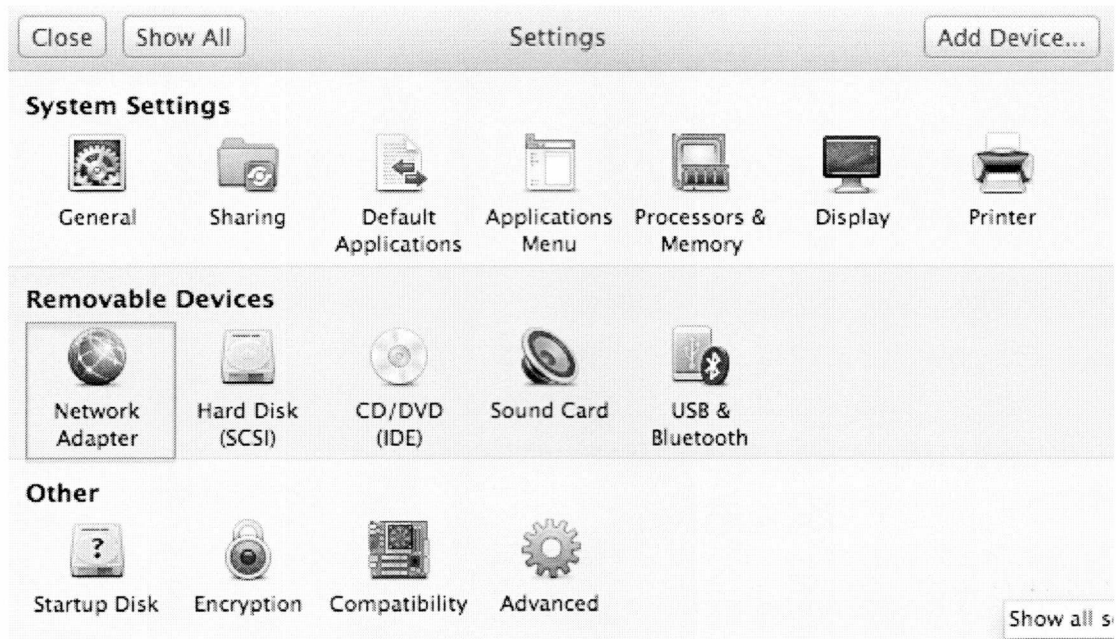 Close Show All Settings Add Device...
System Settings
General Sharing Default Applications Applications Menu Processors & Memory Display Printer
Removable Devices
Network Adapter Hard Disk (SCSI) CD/DVD (IDE) Sound Card USB & Bluetooth
Other
?
Startup Disk Encryption Compatibility Advanced
Show all